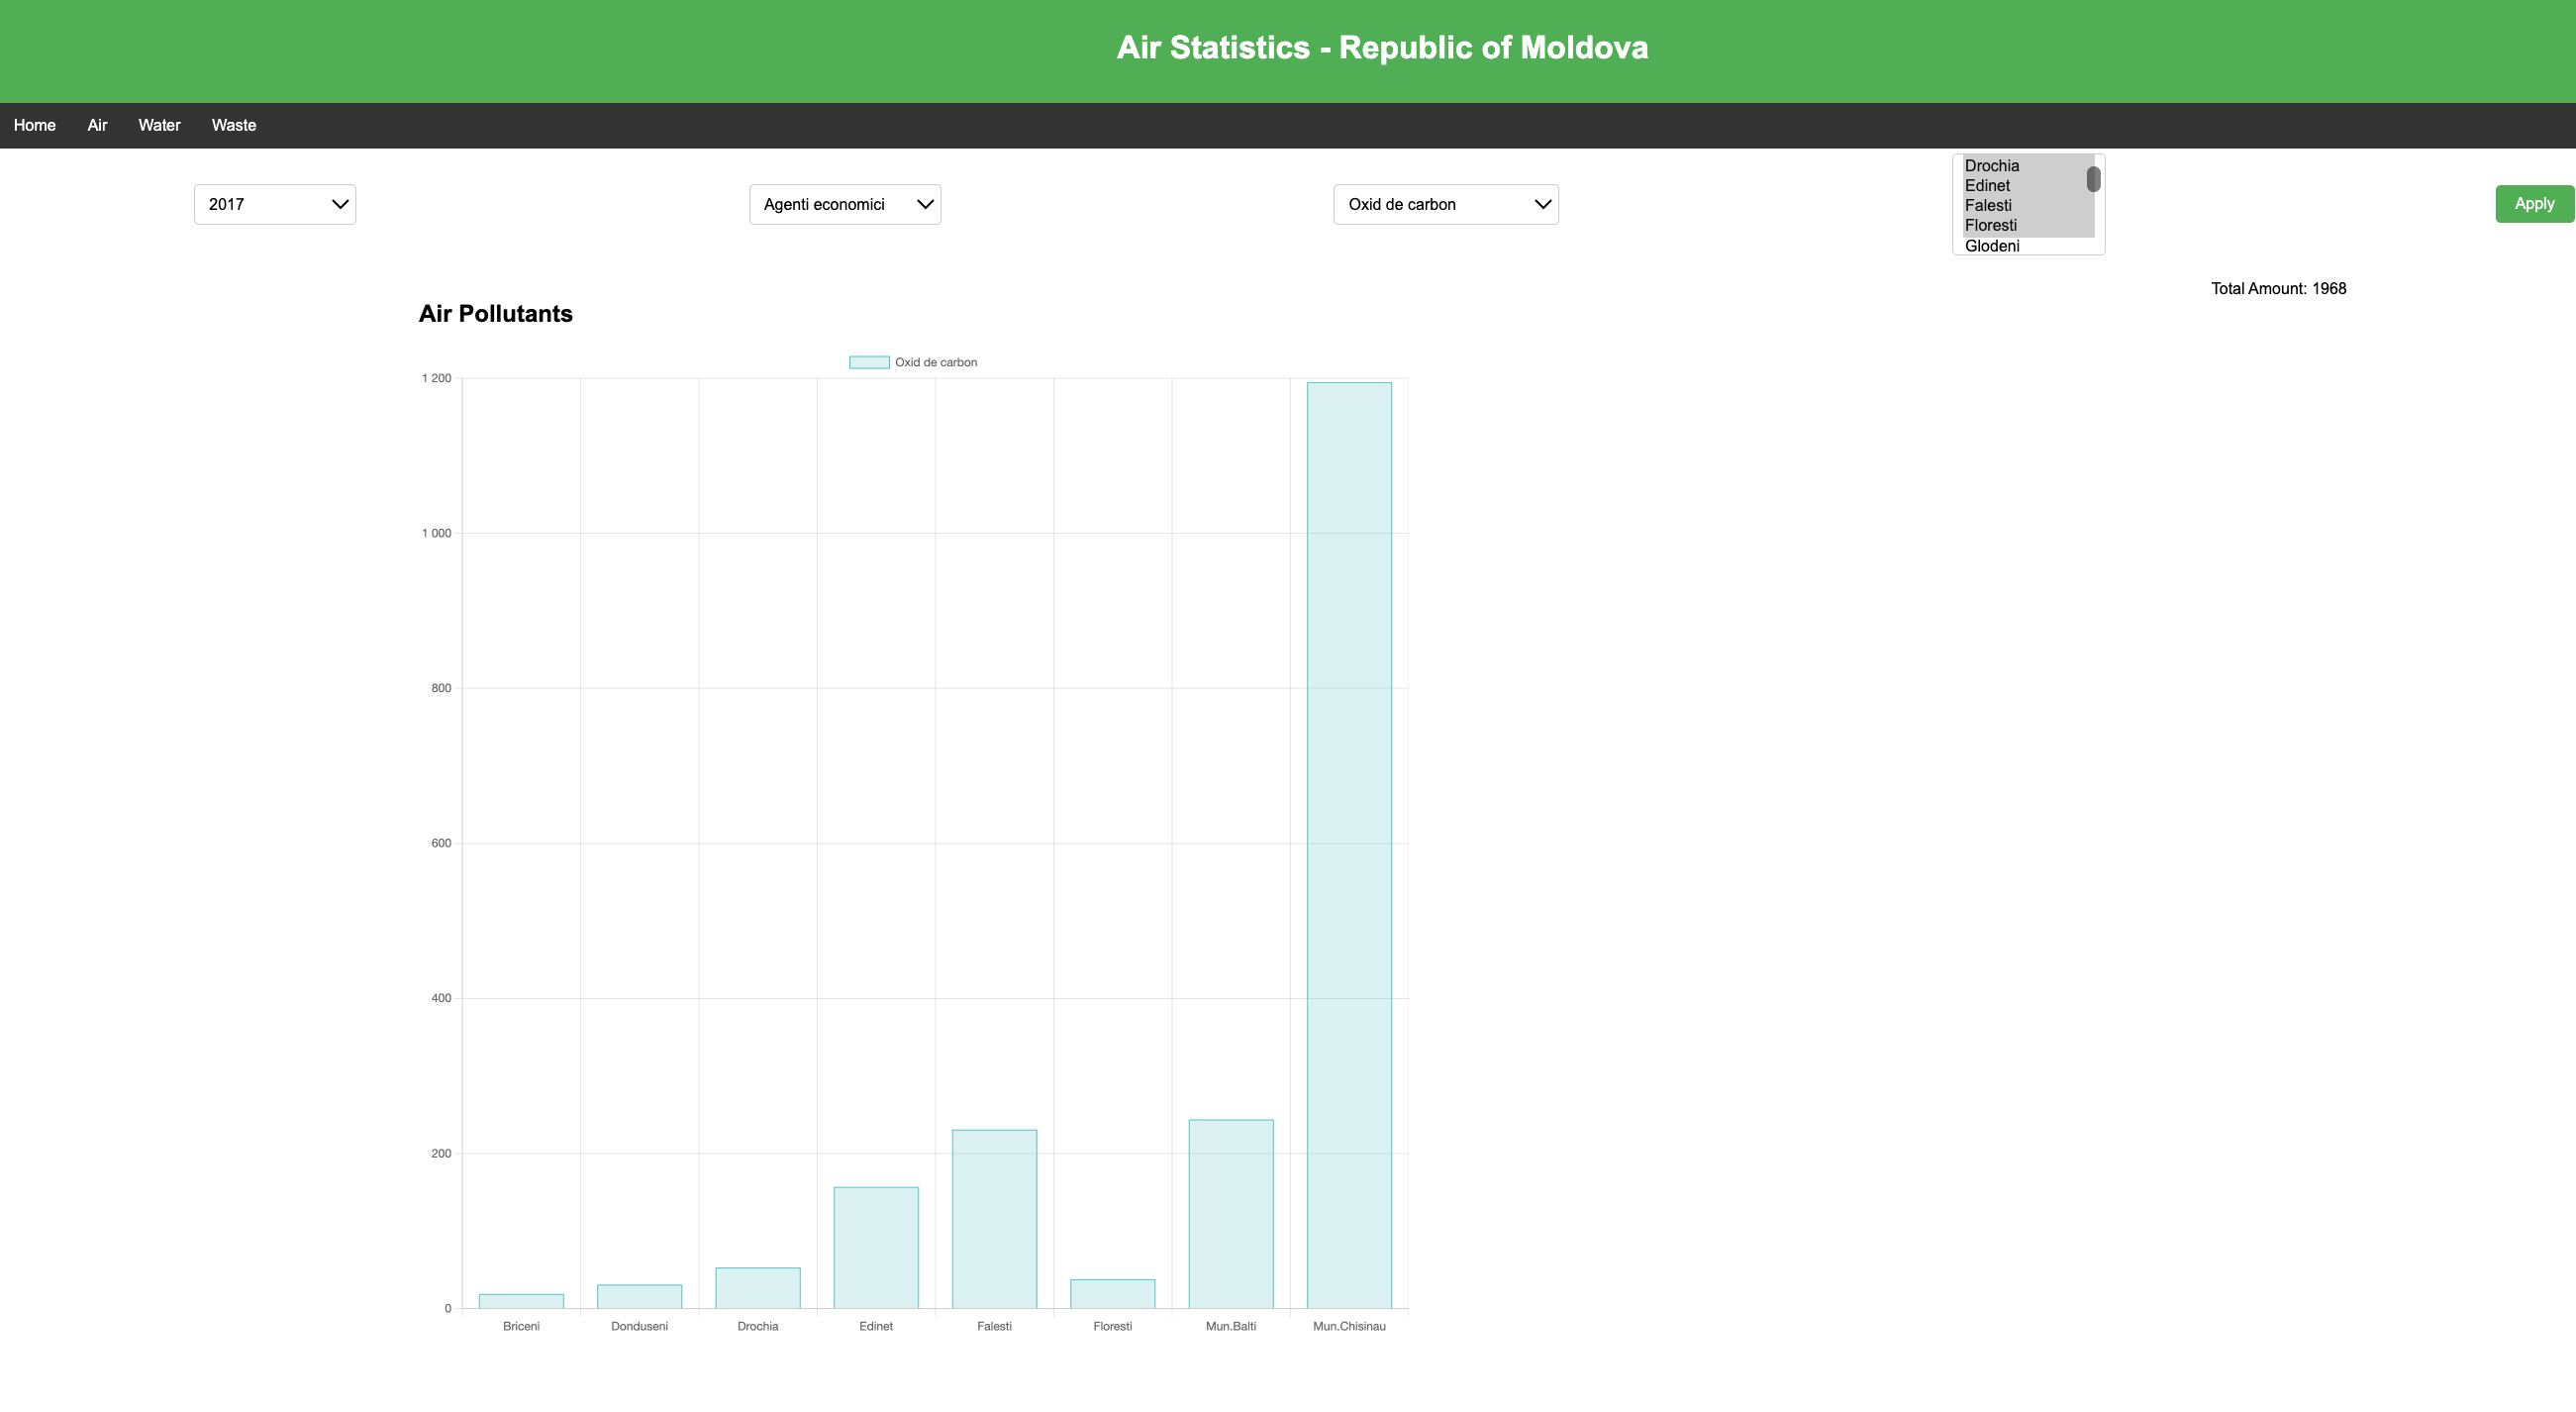 Air Statistics - Republic of Moldova
Home Air Water Waste
2017
Agenti economici
Oxid de carbon
Drochia
Edinet
Falesti
Floresti
Glodeni
Apply
Total Amount: 1968
Air Pollutants
Oxid de carbon
1 200
1 000
800
600
400
200
0
Briceni Donduseni Drochia Edinet Falesti Floresti Mun.Balti Mun.Chisinau